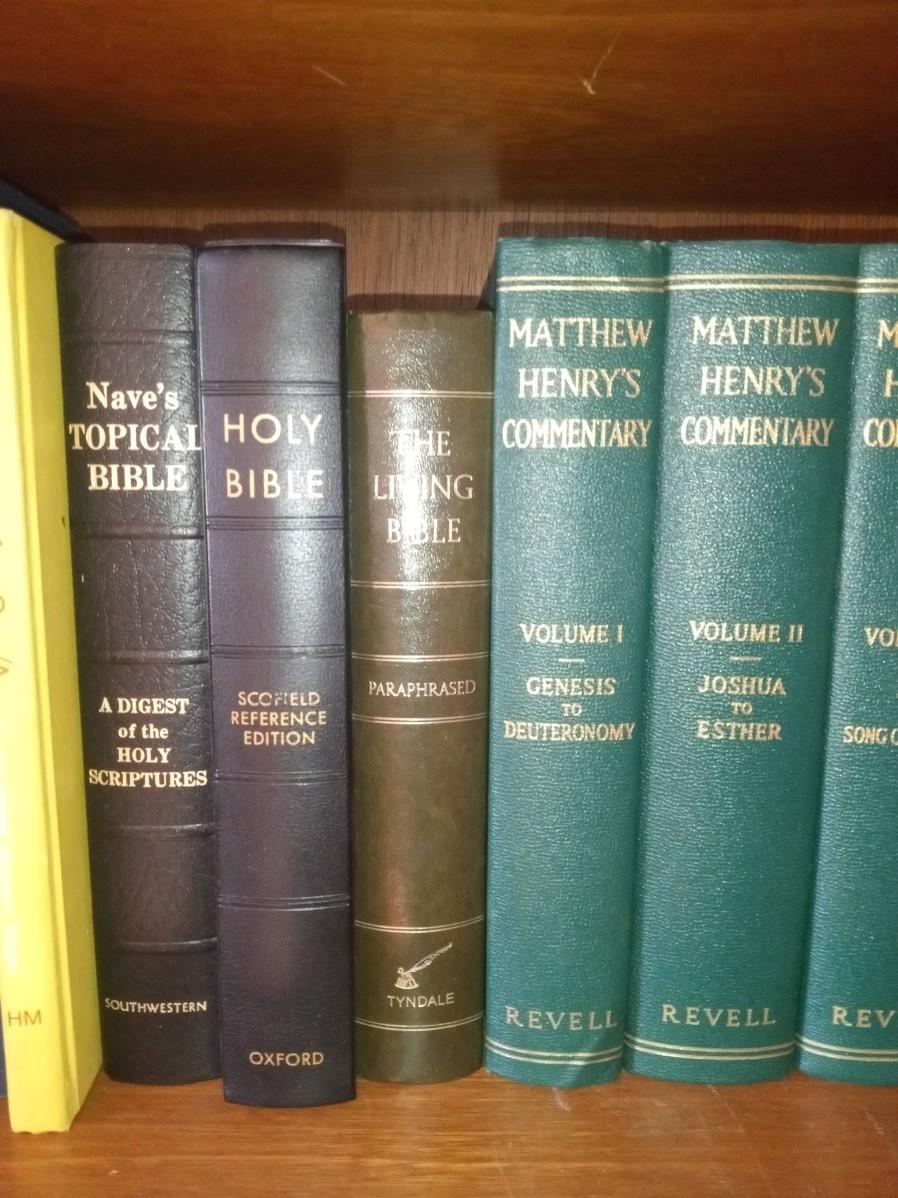 HM
Nave's
TOPICAL
BIBLE
A DIGEST
of the
HOLY
SCRIPTURES
SOUTHWESTERN
HOLY
BIBLE
SCOFIELD
REFERENCE
EDITION
OXFORD
THE
LIVING
BIBLE
PARAPHRASED
TYNDALE
MATTHEW
HENRY'S
COMMENTARY
VOLUME I
GENESIS
TO
DEUTERONOMY
REVELL
MATTHEW
HENRY'S
COMMENTARY
VOLUME II
JOSHUA
TO
ESTHER
REVELL
SONG